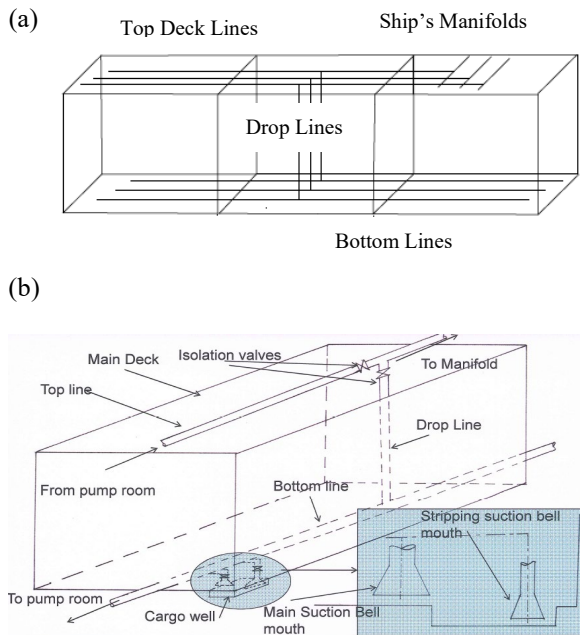 (a)
Top Deck Lines
Ship's Manifolds
Drop Lines
Bottom Lines
(b)
Main Deck
Isolation valves
To Manifold
Top line
Drop Line
From pump room
Bottom line
Stripping suction bell
mouth
To pump room
Cargo well
Main Suction Bell
mouth